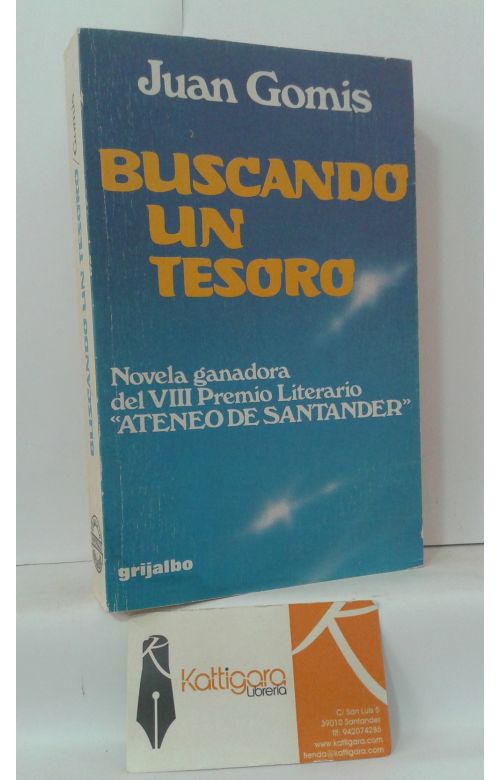 Juan Gomis
BUSCANDO
UN
TESORO
Novela ganadora
del VIII Premio Literario
“ATENEO DE SANTANDER”
grijalbo
BUSCANDO UN TESORO / Gomis
Kattigara
Librería
C/ San Luis 5
39010 Santander
tlf: 942074285
www.kattigara.com
tienda@kattigara.com